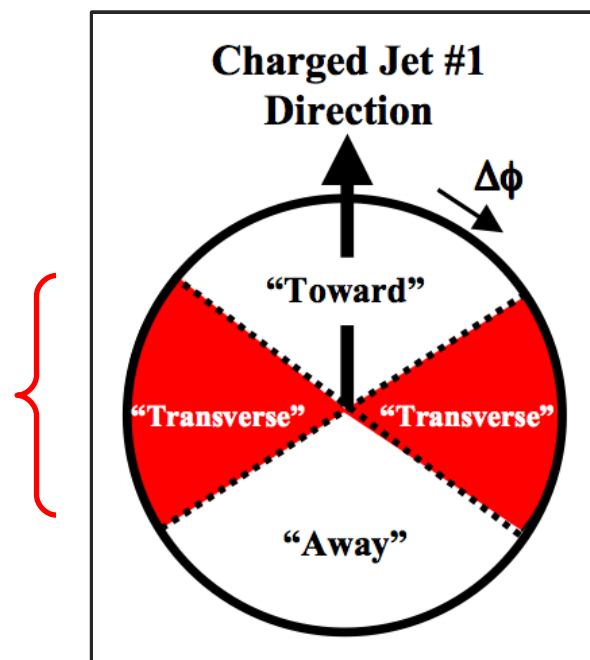 Charged Jet #1
Direction
Δϕ
“Toward”
“Transverse” “Transverse”
“Away”